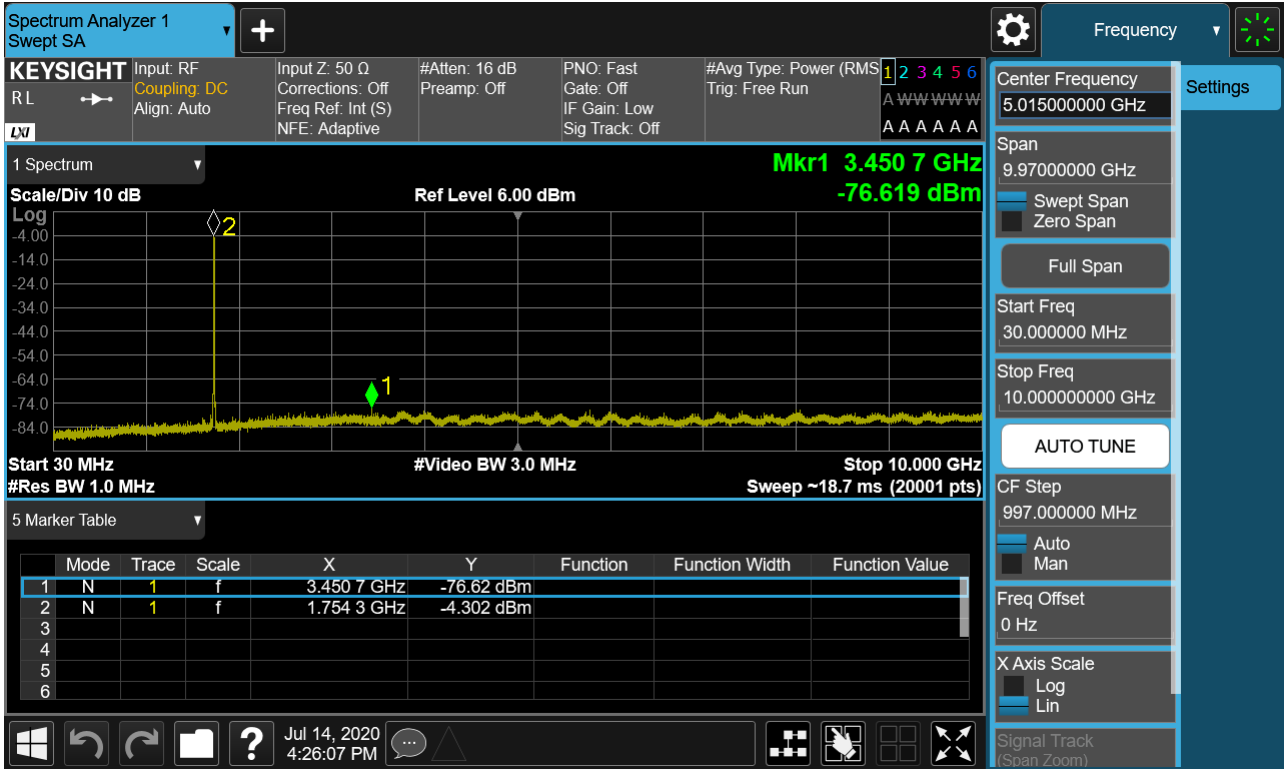 Spectrum Analyzer 1
Swept SA
+
Frequency
KEYSIGHT
R L
LXI
Input: RF
Coupling: DC
Align: Auto
Input Z: 50 Ω
Corrections: Off
Freq Ref: Int (S)
NFE: Adaptive
#Atten: 16 dB
Preamp: Off
PNO: Fast
Gate: Off
IF Gain: Low
Sig Track: Off
#Avg Type: Power (RMS
Trig: Free Run
1 2 3 4 5 6
A W W W W W
A A A A A A
Center Frequency
5.015000000 GHz
Settings
Span
9.97000000 GHz
Swept Span
Zero Span
Full Span
Start Freq
30.000000 MHz
Stop Freq
10.000000000 GHz
AUTO TUNE
CF Step
997.000000 MHz
Auto
Man
Freq Offset
0 Hz
X Axis Scale
Log
Lin
Signal Track
(Span Zoom)
1 Spectrum
Mkr1 3.450 7 GHz
Scale/Div 10 dB
Ref Level 6.00 dBm
-76.619 dBm
Log
2
-4.00
-14.0
-24.0
-34.0
-44.0
-54.0
-64.0
1
-74.0
-84.0
Start 30 MHz
#Video BW 3.0 MHz
Stop 10.000 GHz
#Res BW 1.0 MHz
Sweep ~18.7 ms (20001 pts)
5 Marker Table
Mode Trace Scale X Y Function Function Width Function Value
1 N 1 f 3.450 7 GHz -76.62 dBm
2 N 1 f 1.754 3 GHz -4.302 dBm
3
4
5
6
?
Jul 14, 2020
4:26:07 PM